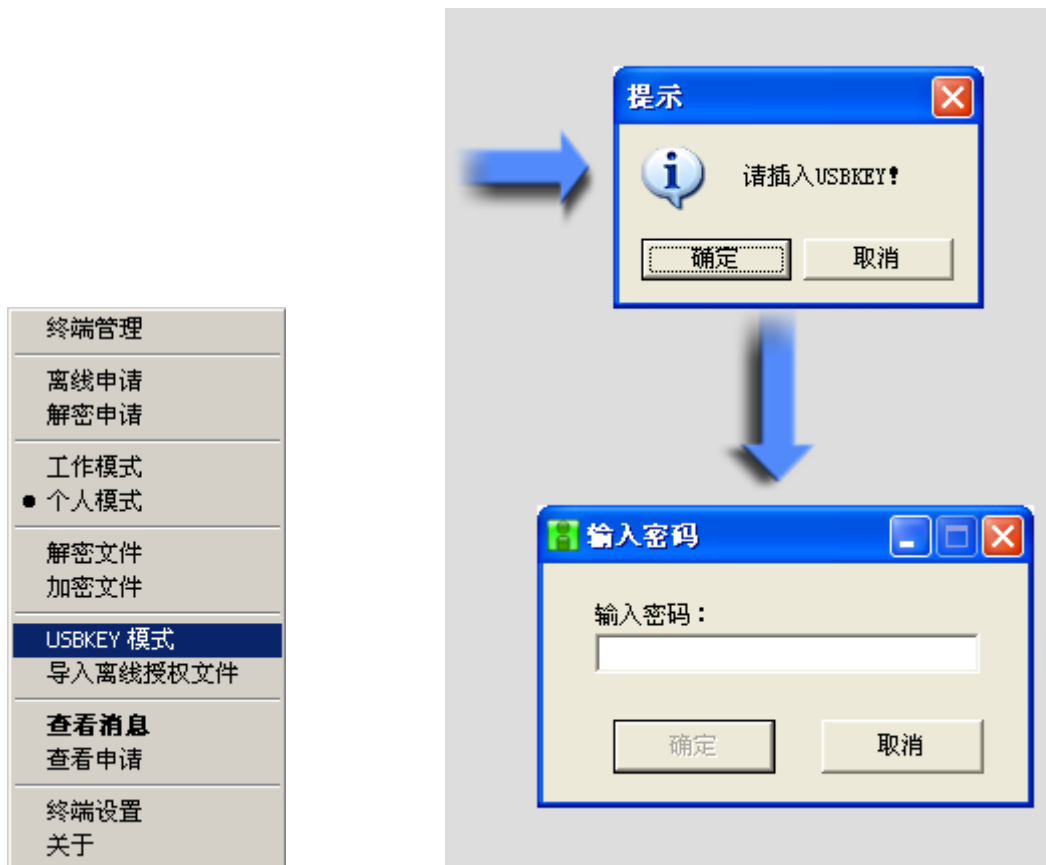 终端管理
离线申请
解密申请
工作模式
个人模式
解密文件
加密文件
USBKEY 模式
导入离线授权文件
查看消息
查看申请
终端设置
关于
提示
请插入USBKEY!
确定
取消
输入密码
输入密码：
确定
取消